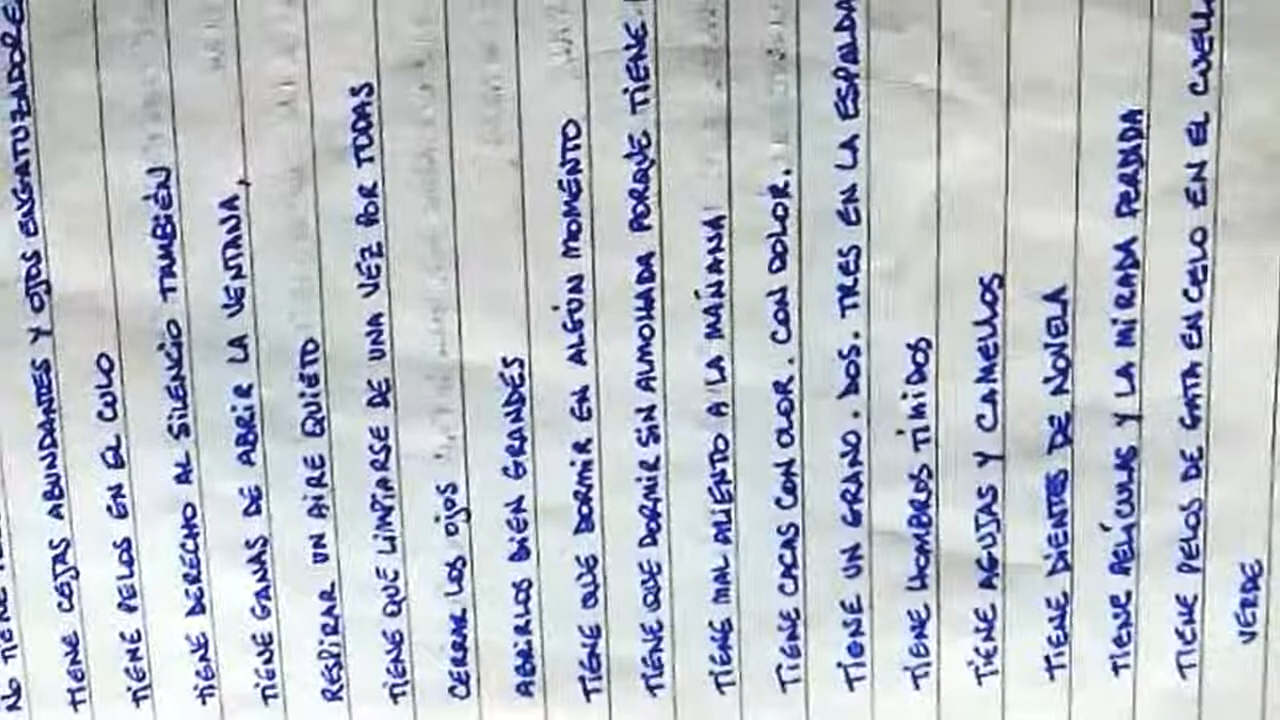 NO TIENE
TIENE CEJAS ABUNDANTES Y OJOS ENGATUZADORES
TIENE PELOS EN EL CULO
TIENE DERECHO AL SILENCIO TAMBIÉN
TIENE GANAS DE ABRIR LA VENTANA,
RESPIRAR UN AIRE QUIETO
TIENE QUE LIMPIARSE DE UNA VÉZ POR TODAS
CERRAR LOS OJOS
ABRIRLOS BIEN GRANDES
TIENE QUE DORMIR EN ALGÚN MOMENTO
TIENE QUE DORMIR SIN ALMOHADA PORQUE TIENE
TIENE MAL ALIENTO A LA MAÑANA
TIENE CACAS CON OLOR. CON DOLOR.
TIENE UN GRANO. DOS. TRES EN LA ESPALDA
TIENE HOMBROS TÍMIDOS
TIENE AGUJAS Y CAMELLOS
TIENE DIENTES DE NOVELA
TIENE PELÍCULAS Y LA MIRADA PERDIDA
TIENE PELOS DE GATA EN CELO EN EL CUELLO
VERDE